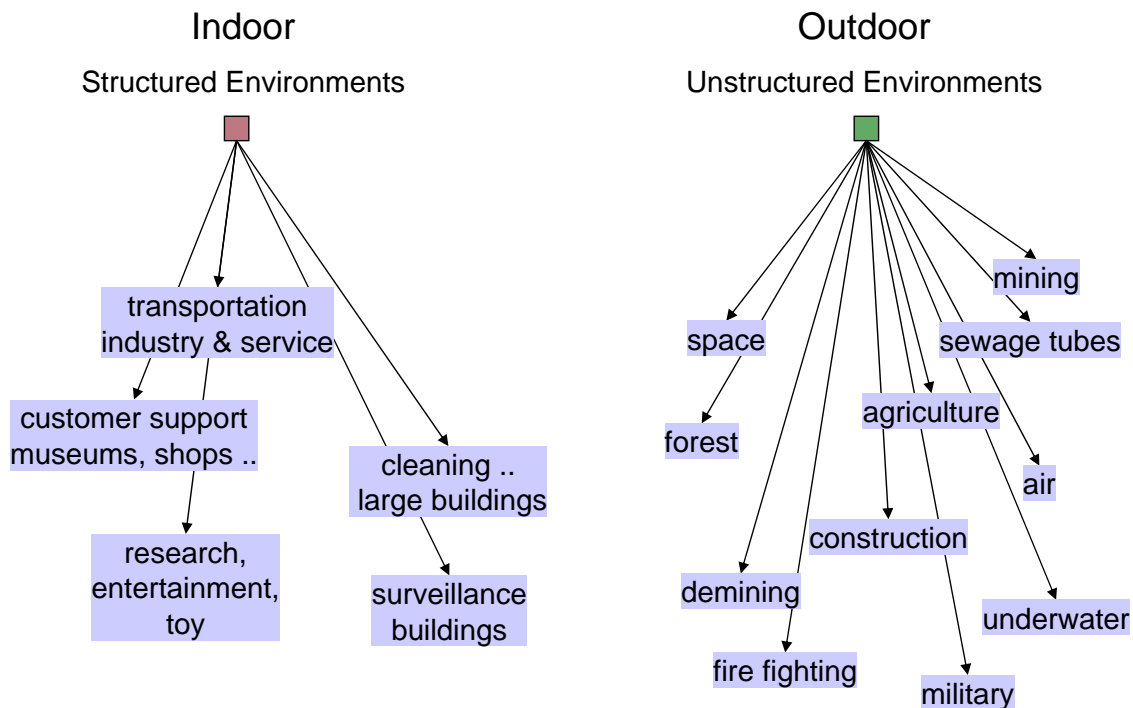 Indoor
Structured Environments
transportation
industry & service
customer support
museums, shops ..
cleaning ..
large buildings
research,
entertainment,
toy
surveillance
buildings
Outdoor
Unstructured Environments
mining
space
sewage tubes
agriculture
forest
air
construction
demining
underwater
fire fighting
military